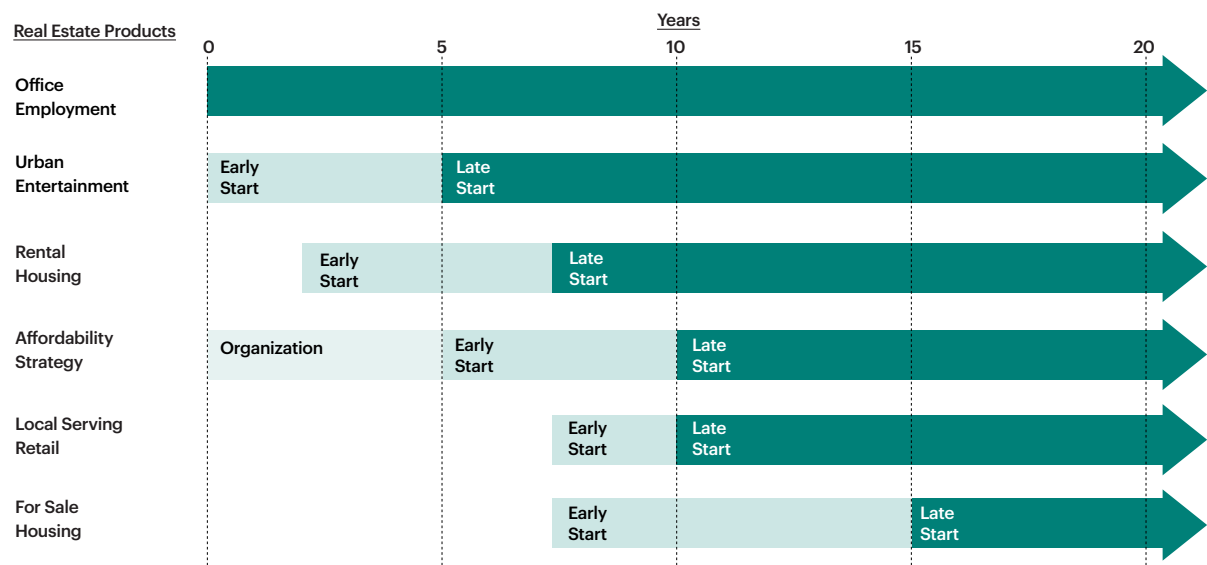 Real Estate Products
Years
0 5 10 15 20
Office
Employment
Urban
Entertainment
Early
Start
Late
Start
Rental
Housing
Early
Start
Late
Start
Affordability
Strategy
Organization
Early
Start
Late
Start
Local Serving
Retail
Early
Start
Late
Start
For Sale
Housing
Early
Start
Late
Start